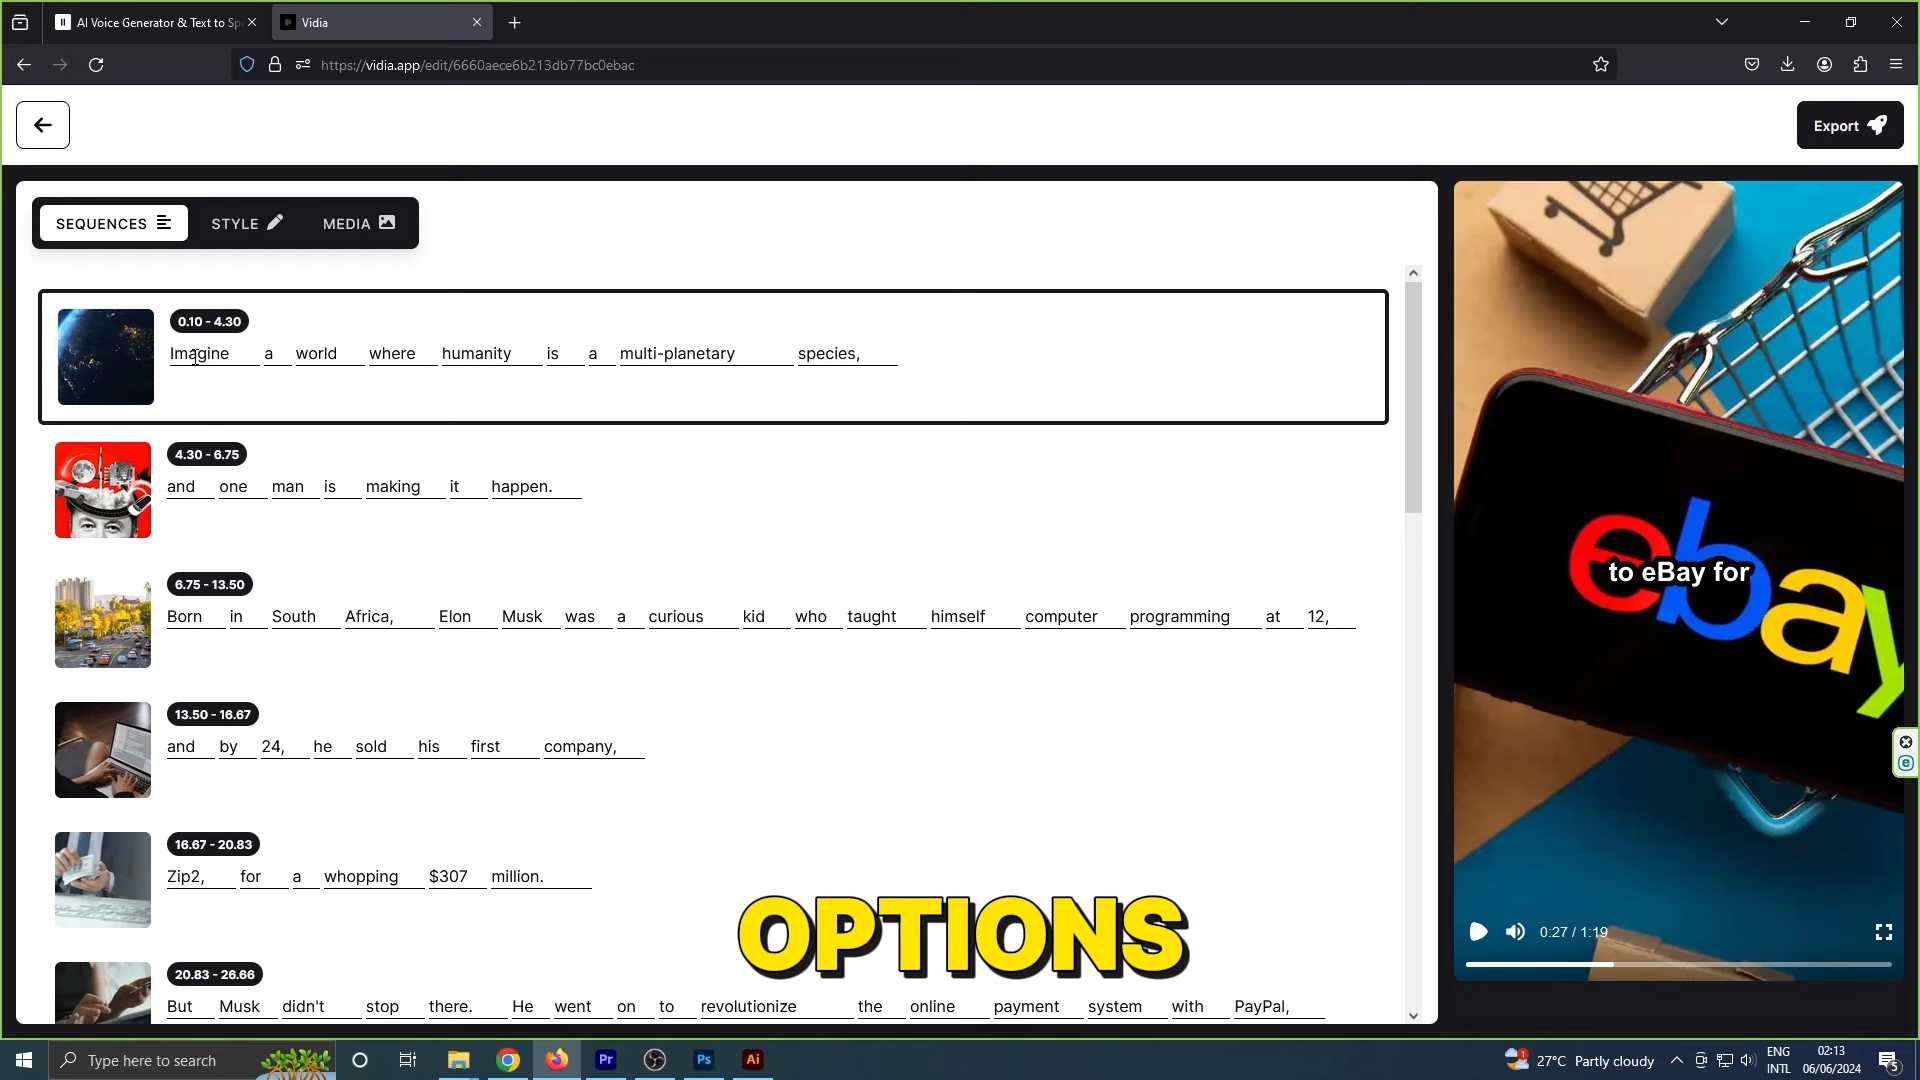 AI Voice Generator & Text to Sp
Vidia
https://vidia.app/edit/6660aece6b213db77bc0ebac
Export
SEQUENCES
STYLE
MEDIA
0.10 - 4.30
Imagine a world where humanity is a multi-planetary species,
4.30 - 6.75
and one man is making it happen.
6.75 - 13.50
Born in South Africa, Elon Musk was a curious kid who taught himself computer programming at 12,
13.50 - 16.67
and by 24, he sold his first company,
16.67 - 20.83
Zip2, for a whopping $307 million.
20.83 - 26.66
But Musk didn't stop there. He went on to revolutionize the online payment system with PayPal,
ebay
to eBay for
0:27 / 1:19
OPTIONS
Type here to search
Pr
Ps
Ai
27°C Partly cloudy
ENG
INTL
02:13
06/06/2024
5